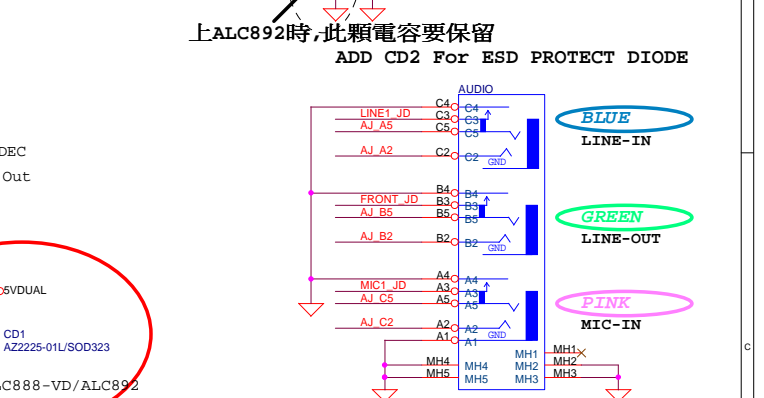 上ALC892時,此顆電容要保留
ADD CD2 For ESD PROTECT DIODE
AUDIO
C4 C4
LINE1_JD C3 C3
AJ_A5 C5 C5
AJ_A2 C2 C2
GND
BLUE
LINE-IN
DEC
Out
B4 B4
FRONT_JD B3 B3
AJ_B5 B5 B5
AJ_B2 B2 B2
GND
GREEN
LINE-OUT
A4 A4
MIC1_JD A3 A3
AJ_C5 A5 A5
AJ_C2 A2 A2
GND
A1 A1
PINK
MIC-IN
5VDUAL
CD1
AZ2225-01L/SOD323
C888-VD/ALC892
MH1 MH1
MH4 MH4 MH2 MH2
MH5 MH5 MH3 MH3
C